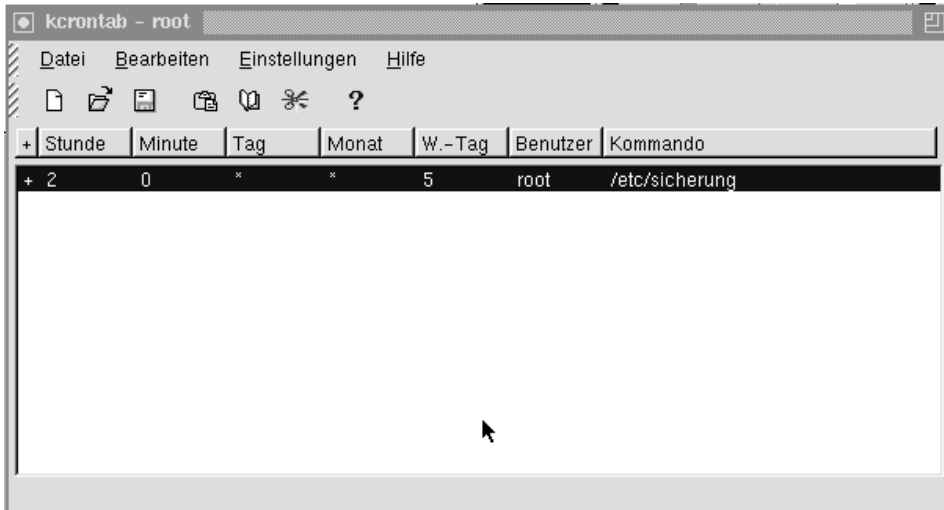 kcrontab - root
Datei Bearbeiten Einstellungen Hilfe
?
+ Stunde Minute Tag Monat W.-Tag Benutzer Kommando
+ 2 0 * * 5 root /etc/sicherung